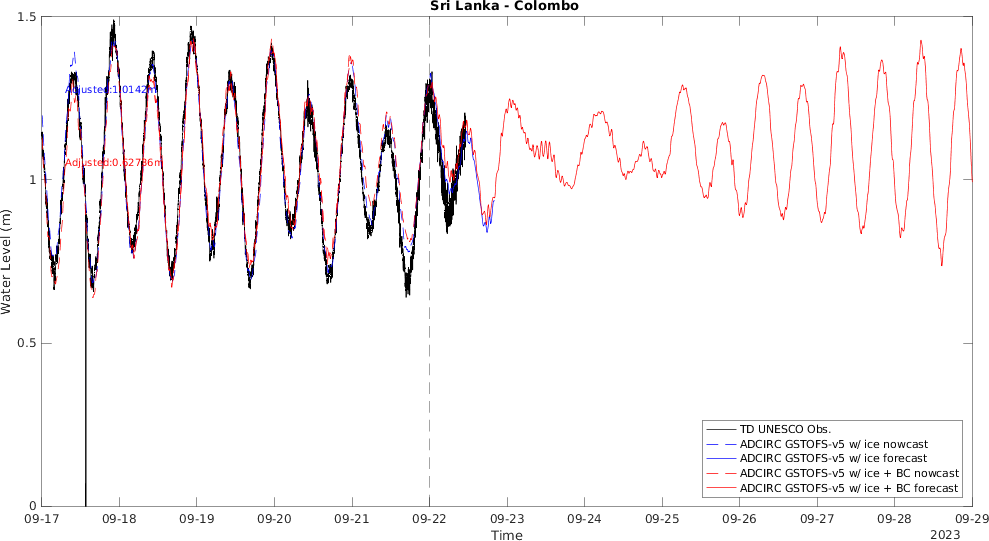 Sri Lanka - Colombo
1.5
Adjusted:1.0142m
Adjusted:0.62736m
1
Water Level (m)
0.5
TD UNESCO Obs.
ADCIRC GSTOFS-v5 w/ ice nowcast
ADCIRC GSTOFS-v5 w/ ice forecast
ADCIRC GSTOFS-v5 w/ ice + BC nowcast
ADCIRC GSTOFS-v5 w/ ice + BC forecast
0
09-17 09-18 09-19 09-20 09-21 09-22 09-23 09-24 09-25 09-26 09-27 09-28 09-29
Time
2023